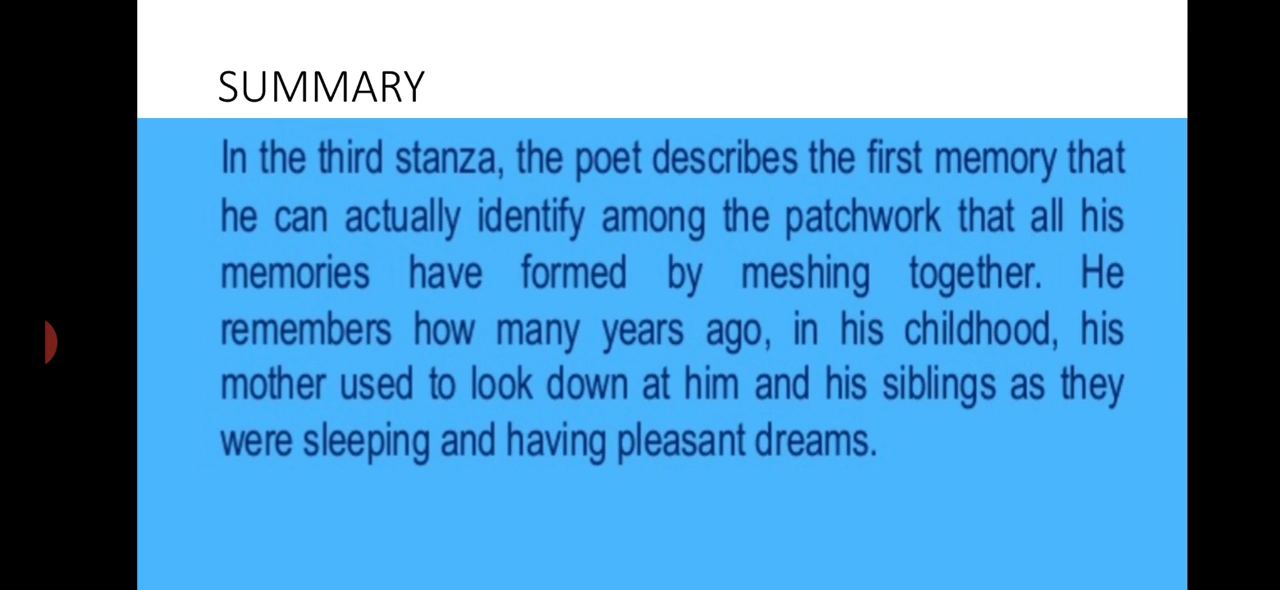 SUMMARY
In the third stanza, the poet describes the first memory that
he can actually identify among the patchwork that all his
memories have formed by meshing together. He
remembers how many years ago, in his childhood, his
mother used to look down at him and his siblings as they
were sleeping and having pleasant dreams.